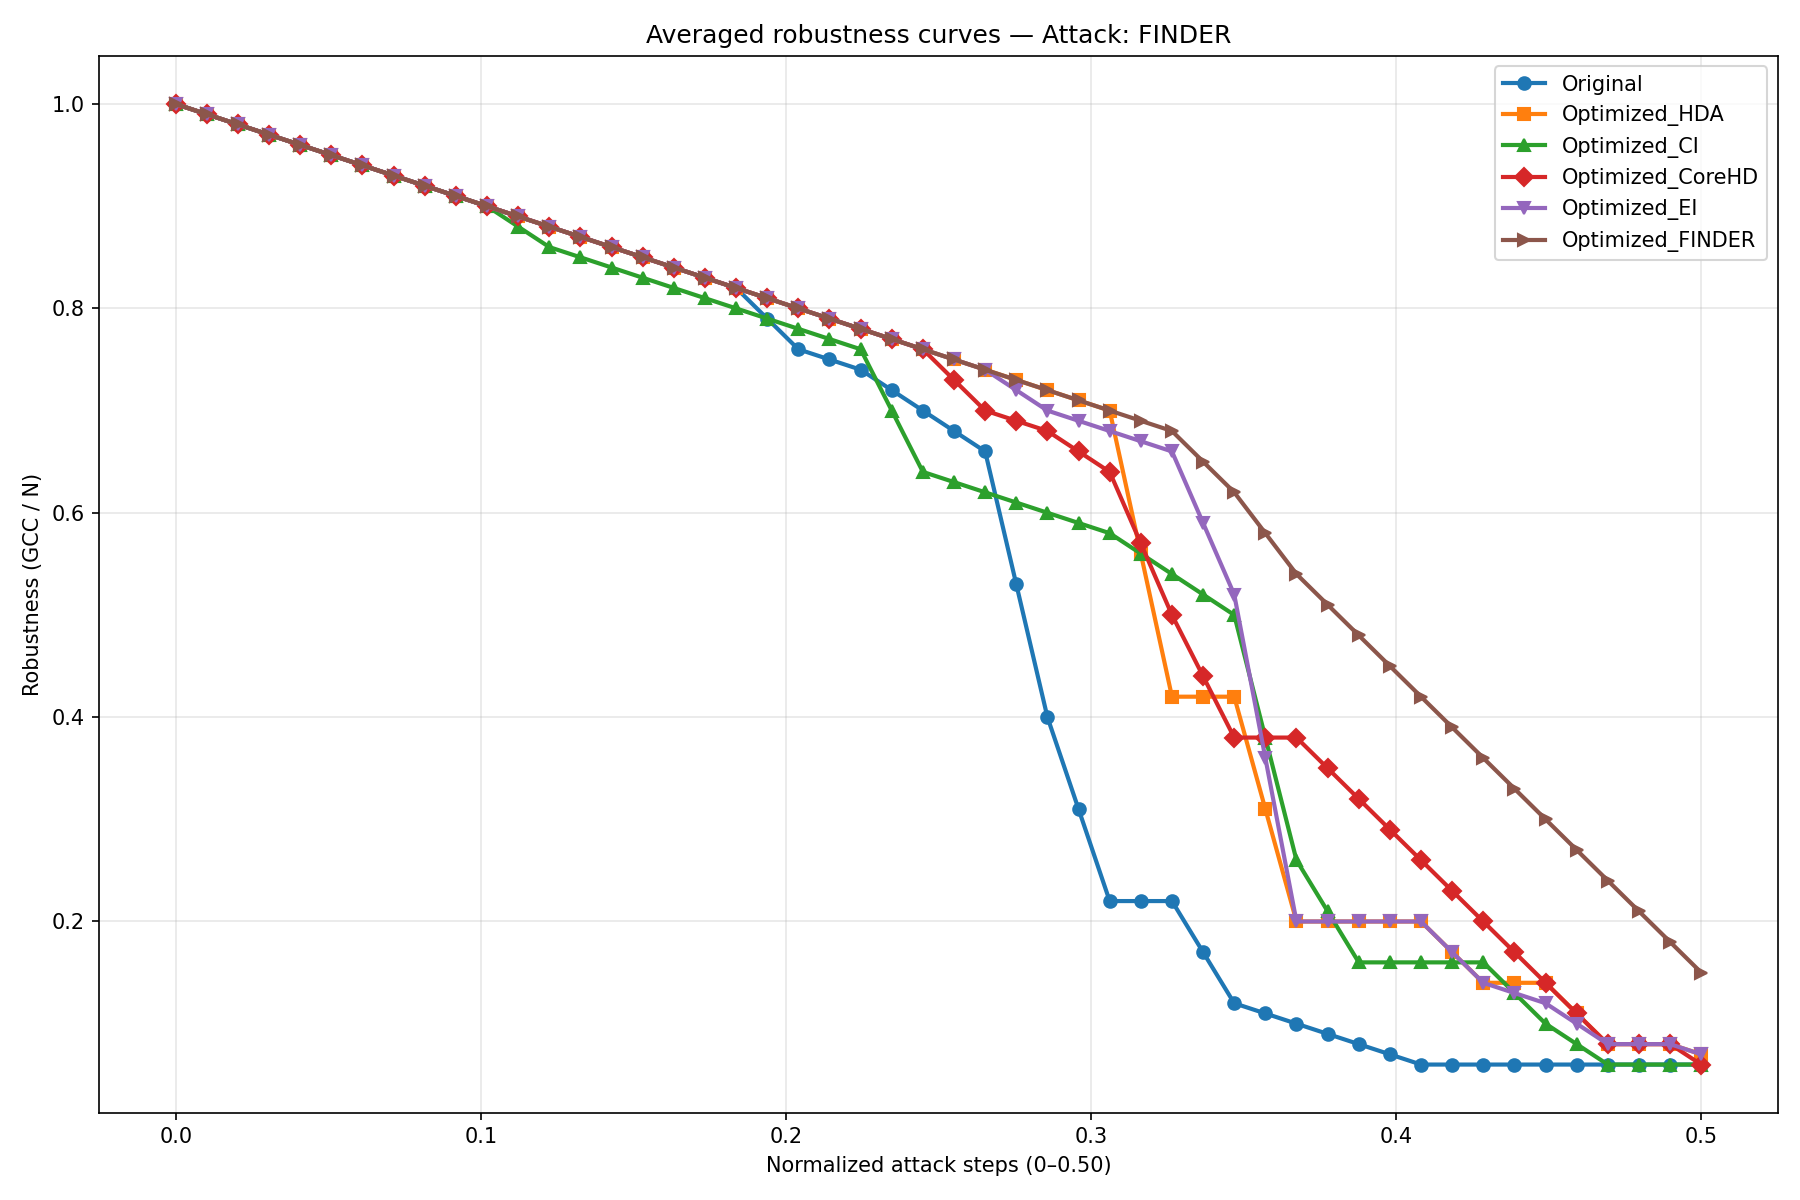 Averaged robustness curves — Attack: FINDER
Original
Optimized_HDA
Optimized_CI
Optimized_CoreHD
Optimized_EI
Optimized_FINDER
Robustness (GCC / N)
1.0
0.8
0.6
0.4
0.2
0.0 0.1 0.2 0.3 0.4 0.5
Normalized attack steps (0–0.50)